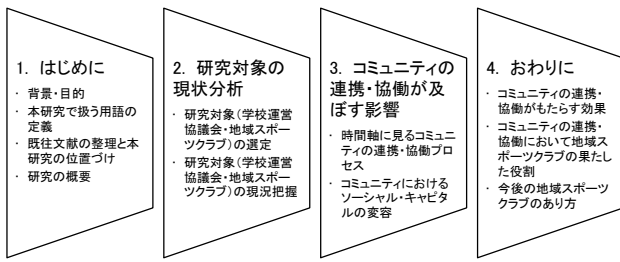 1. はじめに
· 背景・目的
· 本研究で扱う用語の
定義
· 既往文献の整理と本
研究の位置づけ
· 研究の概要
2. 研究対象の
現状分析
· 研究対象(学校運営
協議会・地域スポー
ツクラブ)の選定
· 研究対象(学校運営
協議会・地域スポー
ツクラブ)の現況把握
3. コミュニティの
連携・協働が及
ぼす影響
· 時間軸に見るコミュニ
ティの連携・協働プロ
セス
· コミュニティにおける
ソーシャル・キャピタ
ルの変容
4. おわりに
· コミュニティの連携・
協働がもたらす効果
· コミュニティの連携・
協働において地域ス
ポーツクラブの果たし
た役割
· 今後の地域スポーツ
クラブのあり方